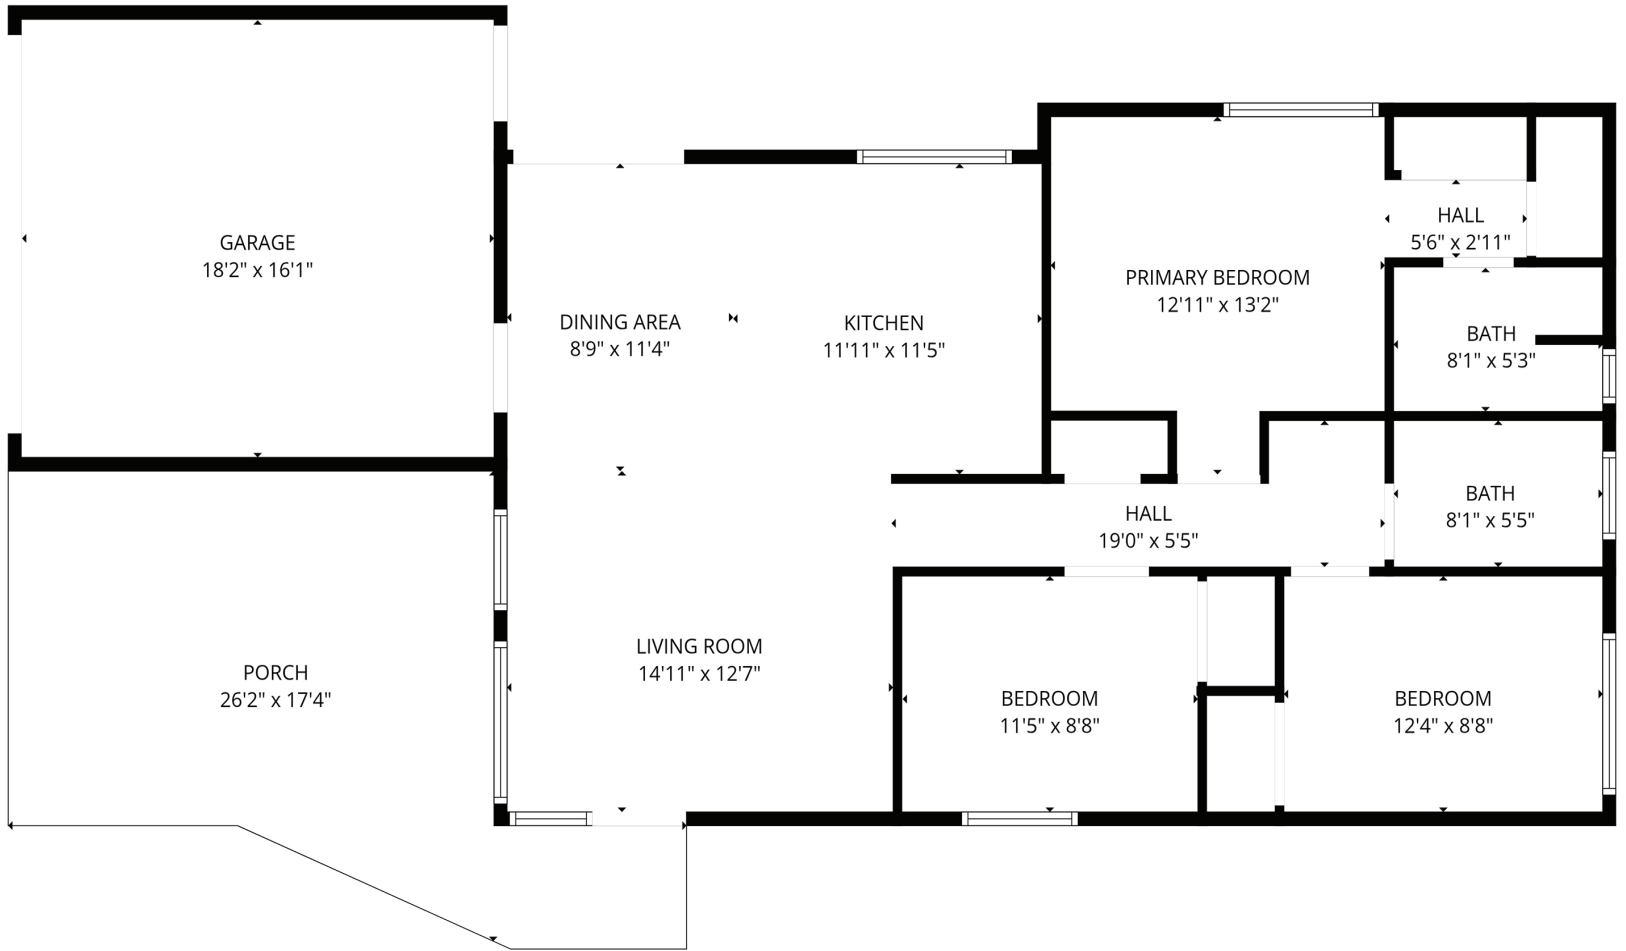 GARAGE
18'2" x 16'1"
DINING AREA
8'9" x 11'4"
KITCHEN
11'11" x 11'5"
PRIMARY BEDROOM
12'11" x 13'2"
HALL
5'6" x 2'11"
BATH
8'1" x 5'3"
BATH
8'1" x 5'5"
HALL
19'0" x 5'5"
PORCH
26'2" x 17'4"
LIVING ROOM
14'11" x 12'7"
BEDROOM
11'5" x 8'8"
BEDROOM
12'4" x 8'8"